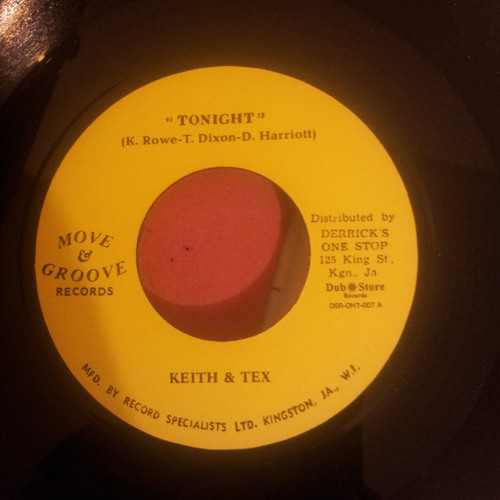 “TONIGHT”
(K. Rowe-T. Dixon-D. Harriott)
MOVE
&
GROOVE
RECORDS
Distributed by
DERRICK'S
ONE STOP
125 King St,
Kgn., Ja.
Dub Store
Records
DSR-DH7-007 A
KEITH & TEX
MFD. BY RECORD SPECIALISTS LTD. KINGSTON, JA., W.I.